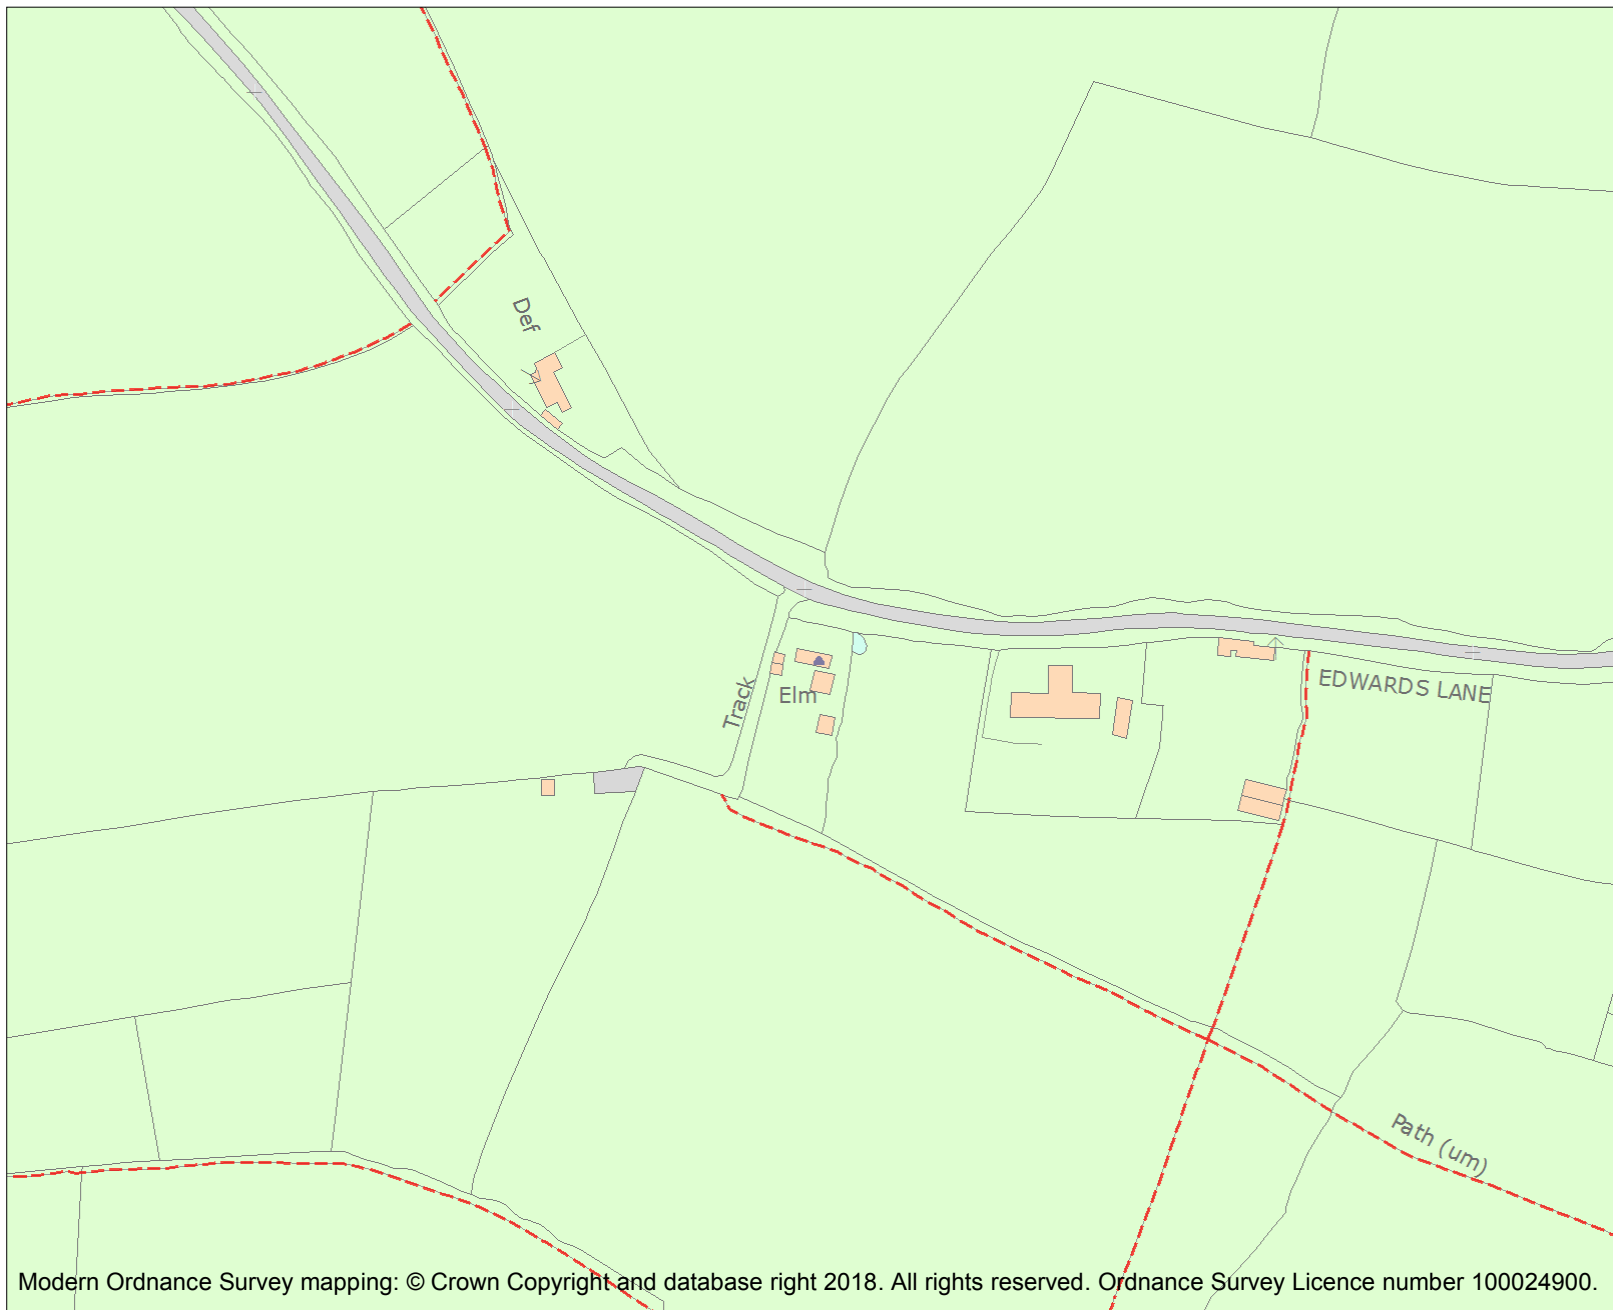 Def
Track
Elm
EDWARDS LANE
Path (um)
Modern Ordnance Survey mapping: © Crown Copyright and database right 2018. All rights reserved. Ordnance Survey Licence number 100024900.